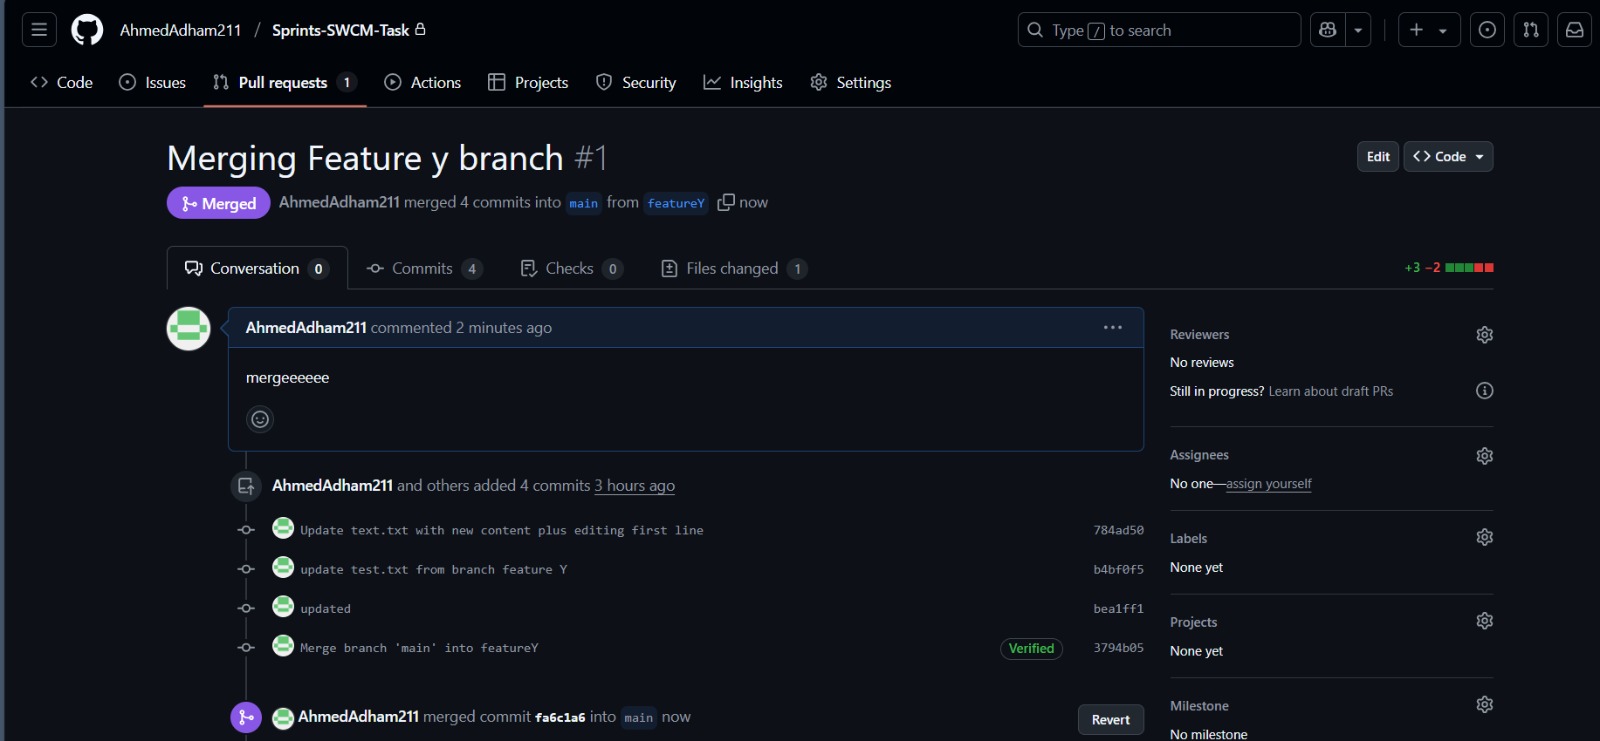 AhmedAdham211 / Sprints-SWCM-Task
Type / to search
Code
Issues
Pull requests 1
Actions
Projects
Security
Insights
Settings
Merging Feature y branch #1
Edit
<> Code
Merged
AhmedAdham211 merged 4 commits into main from featureY now
Conversation 0
Commits 4
Checks 0
Files changed 1
+3 −2
AhmedAdham211 commented 2 minutes ago
mergeeeeee
AhmedAdham211 and others added 4 commits 3 hours ago
Update text.txt with new content plus editing first line 784ad50
update test.txt from branch feature Y b4bf0f5
updated bea1ff1
Merge branch 'main' into featureY Verified 3794b05
AhmedAdham211 merged commit fa6c1a6 into main now
Revert
Reviewers
No reviews
Still in progress? Learn about draft PRs
Assignees
No one—assign yourself
Labels
None yet
Projects
None yet
Milestone
No milestone